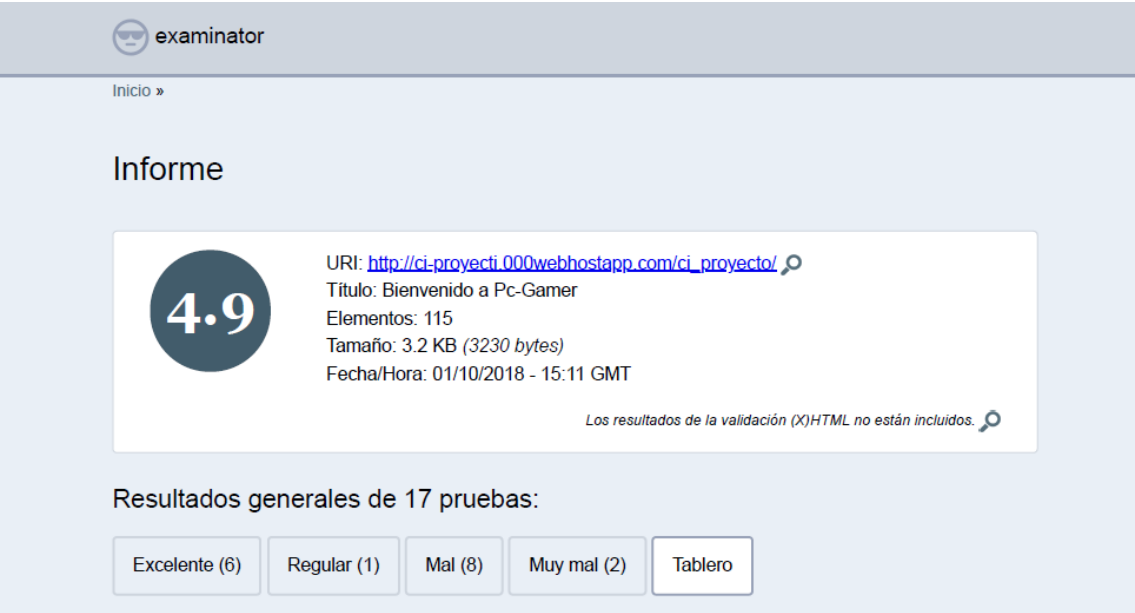 examinator
Inicio »
Informe
4.9
URI: http://ci-proyecti.000webhostapp.com/ci_proyecto/
Título: Bienvenido a Pc-Gamer
Elementos: 115
Tamaño: 3.2 KB (3230 bytes)
Fecha/Hora: 01/10/2018 - 15:11 GMT
Los resultados de la validación (X)HTML no están incluidos.
Resultados generales de 17 pruebas:
Excelente (6) Regular (1) Mal (8) Muy mal (2) Tablero